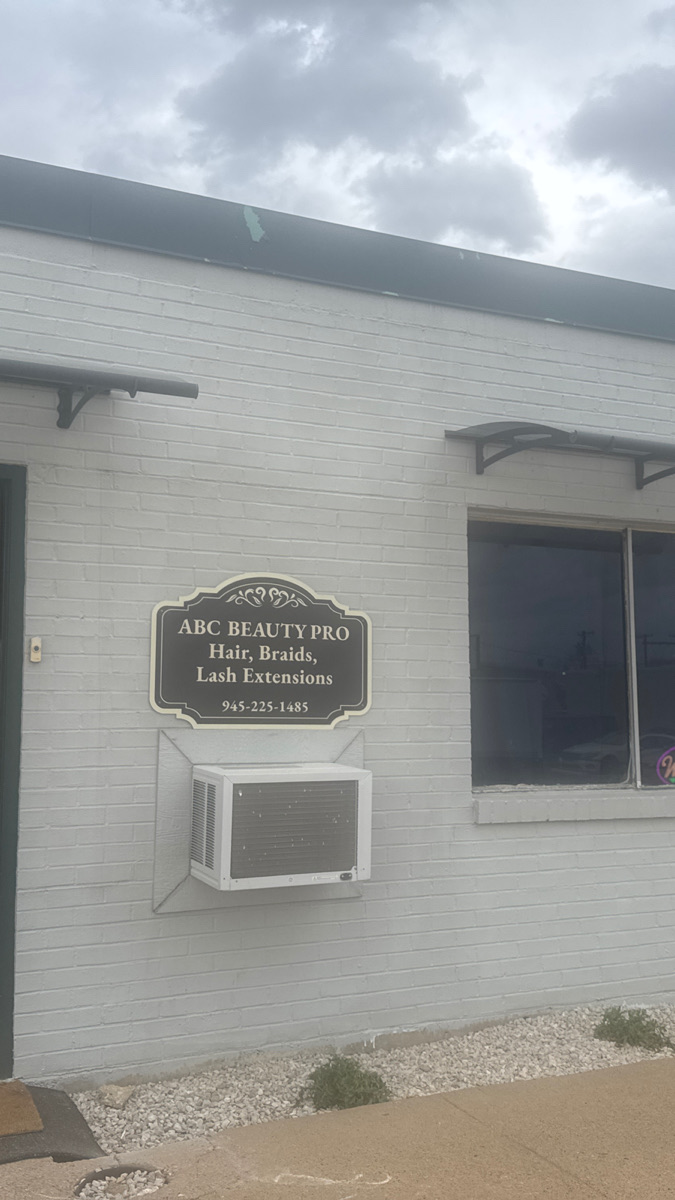 ABC BEAUTY PRO
Hair, Braids,
Lash Extensions
945-225-1485